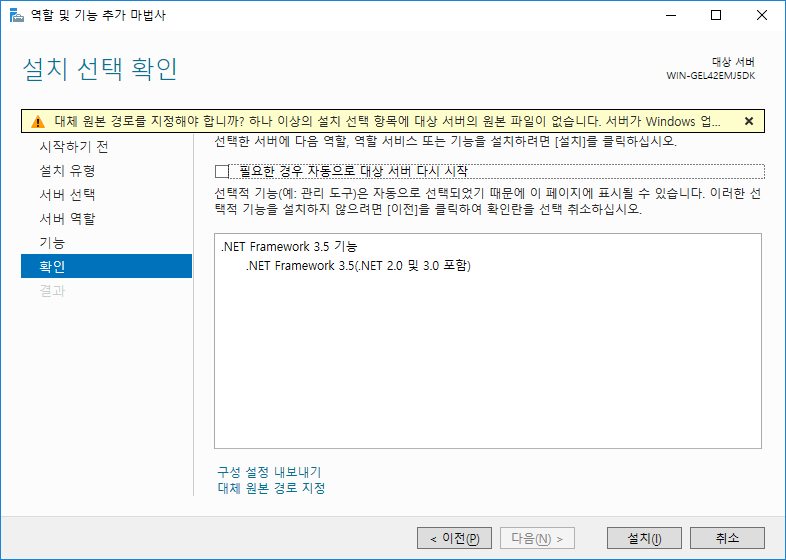 역할 및 기능 추가 마법사
설치 선택 확인
대상 서버
WIN-GEL42EMJ5DK
대체 원본 경로를 지정해야 합니까? 하나 이상의 설치 선택 항목에 대상 서버의 원본 파일이 없습니다. 서버가 Windows 업...
시작하기 전
설치 유형
서버 선택
서버 역할
기능
확인
결과
선택한 서버에 다음 역할, 역할 서비스 또는 기능을 설치하려면 [설치]를 클릭하십시오.
필요한 경우 자동으로 대상 서버 다시 시작
선택적 기능(예: 관리 도구)은 자동으로 선택되었기 때문에 이 페이지에 표시될 수 있습니다. 이러한 선
택적 기능을 설치하지 않으려면 [이전]을 클릭하여 확인란을 선택 취소하십시오.
.NET Framework 3.5 기능
.NET Framework 3.5(.NET 2.0 및 3.0 포함)
구성 설정 내보내기
대체 원본 경로 지정
< 이전(P)
다음(N) >
설치(I)
취소